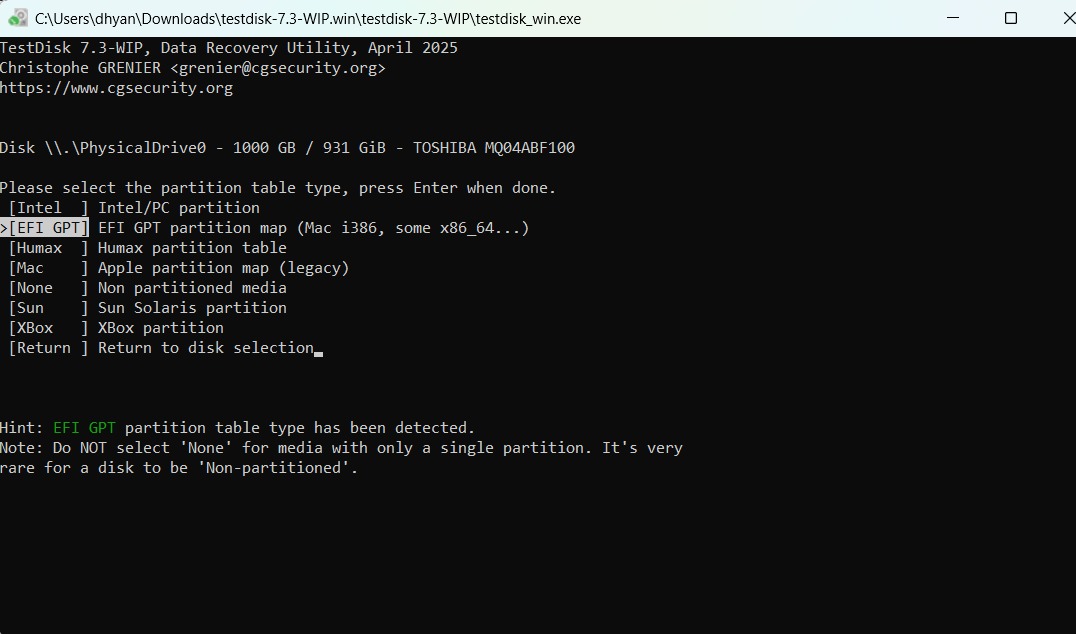 C:\Users\dhyan\Downloads\testdisk-7.3-WIP.win\testdisk-7.3-WIP\testdisk_win.exe
TestDisk 7.3-WIP, Data Recovery Utility, April 2025
Christophe GRENIER <grenier@cgsecurity.org>
https://www.cgsecurity.org
Disk \\.\PhysicalDrive0 - 1000 GB / 931 GiB - TOSHIBA MQ04ABF100
Please select the partition table type, press Enter when done.
 [Intel  ] Intel/PC partition
>[EFI GPT] EFI GPT partition map (Mac i386, some x86_64...)
 [Humax  ] Humax partition table
 [Mac    ] Apple partition map (legacy)
 [None   ] Non partitioned media
 [Sun    ] Sun Solaris partition
 [XBox   ] XBox partition
 [Return ] Return to disk selection
Hint: EFI GPT partition table type has been detected.
Note: Do NOT select 'None' for media with only a single partition. It's very
rare for a disk to be 'Non-partitioned'.